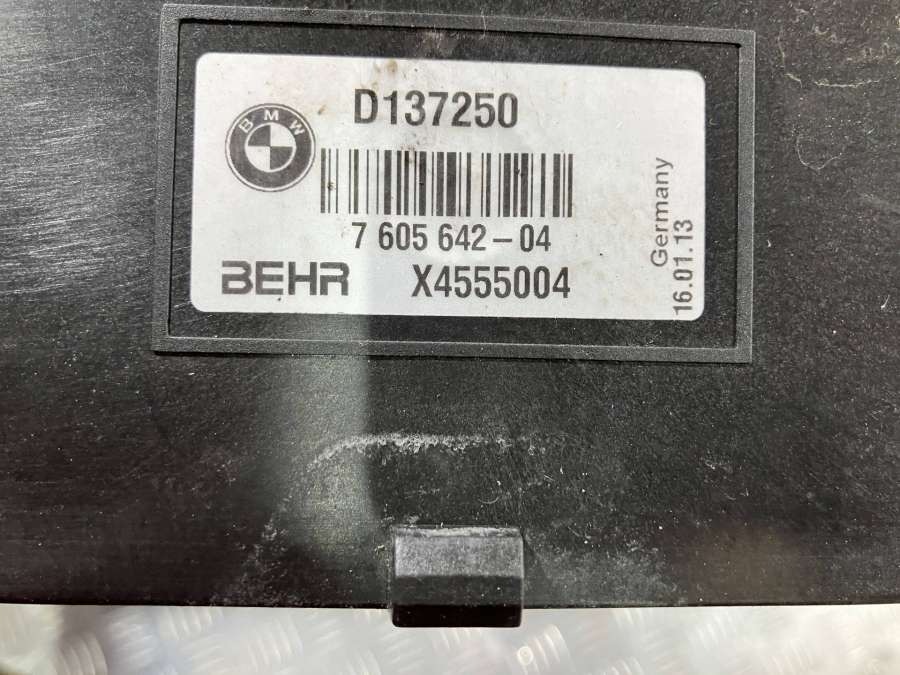 D137250
BMW
7 605 642-04
BEHR X4555004
Germany
16.01.13